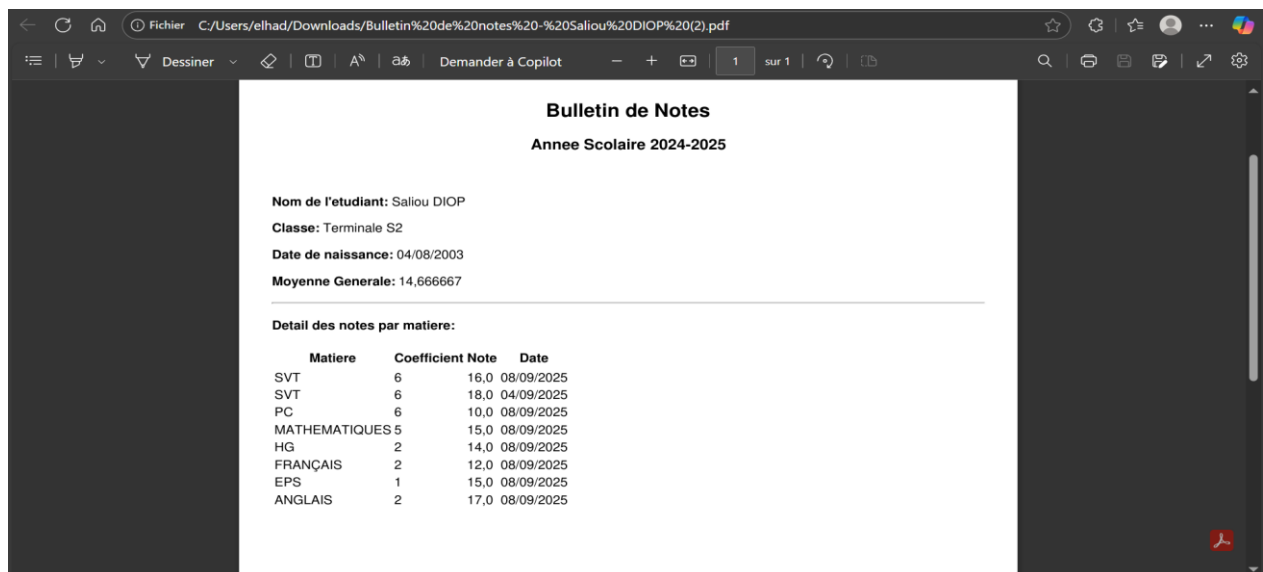 Fichier C:/Users/elhad/Downloads/Bulletin%20de%20notes%20-%20Saliou%20DIOP%20(2).pdf
Dessiner Demander à Copilot 1 sur 1
Bulletin de Notes
Annee Scolaire 2024-2025
Nom de l'etudiant: Saliou DIOP
Classe: Terminale S2
Date de naissance: 04/08/2003
Moyenne Generale: 14,666667
Detail des notes par matiere:
Matiere Coefficient Note Date
SVT 6 16,0 08/09/2025
SVT 6 18,0 04/09/2025
PC 6 10,0 08/09/2025
MATHEMATIQUES 5 15,0 08/09/2025
HG 2 14,0 08/09/2025
FRANÇAIS 2 12,0 08/09/2025
EPS 1 15,0 08/09/2025
ANGLAIS 2 17,0 08/09/2025